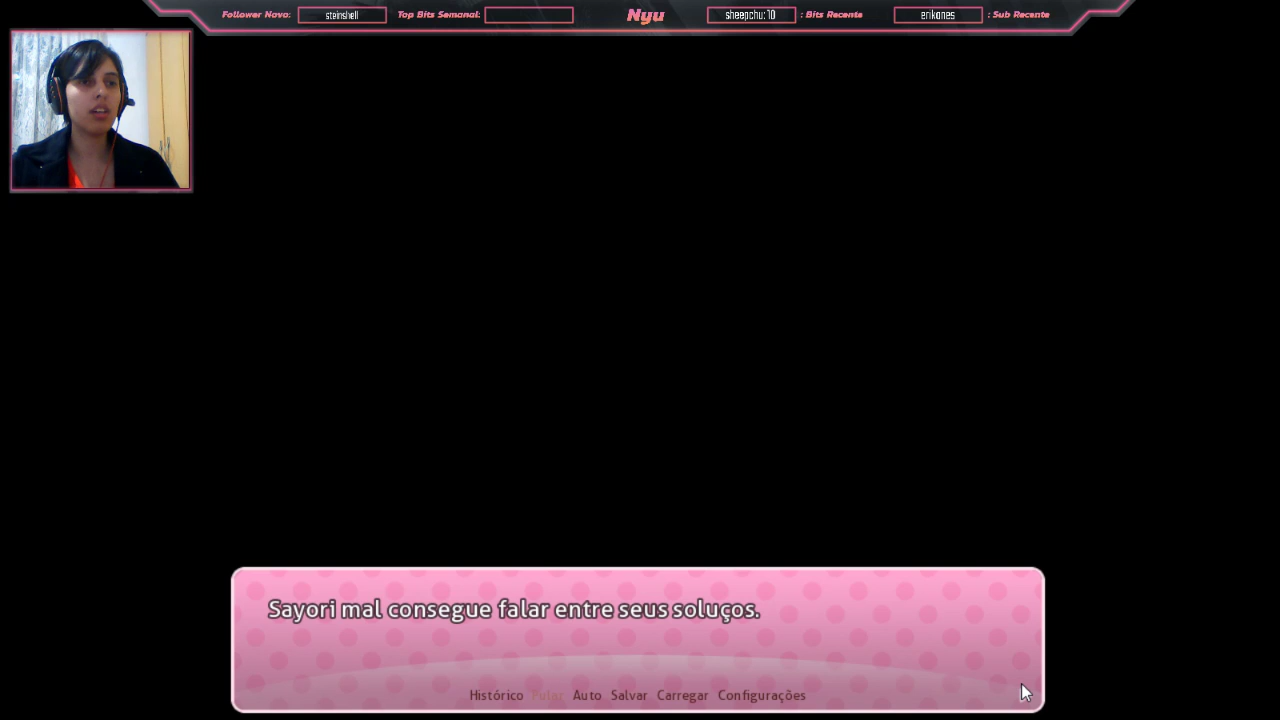 Follower Novo: steinshell Top Bits Semanal: Nyu sheepchu: 10 : Bits Recente erikanes : Sub Recente
Sayori mal consegue falar entre seus soluços.
Histórico Pular Auto Salvar Carregar Configurações